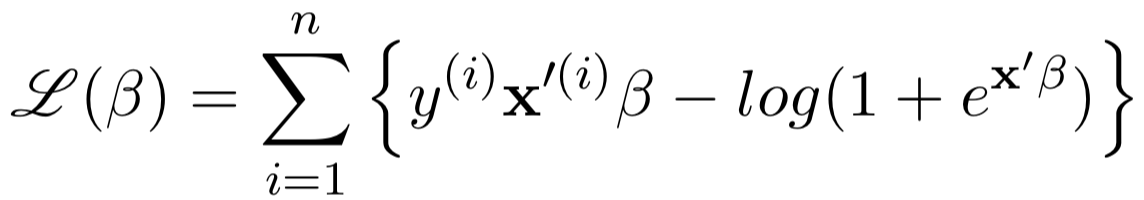 ℒ(β) = ∑_{i=1}^{n} { y^{(i)} 𝐱′^{(i)} β − log(1 + e^{𝐱′β}) }